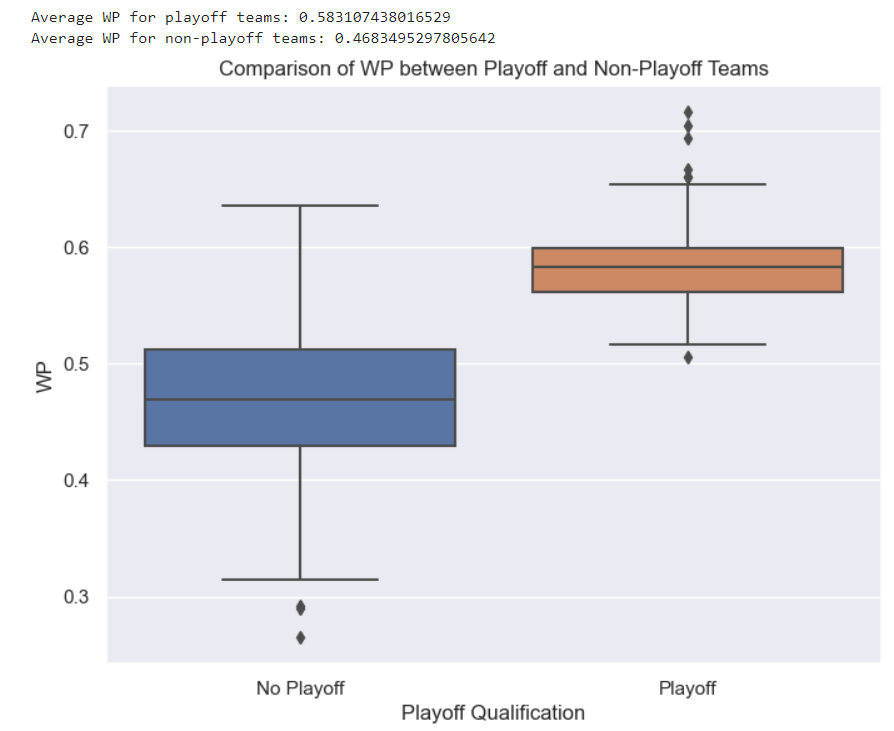 Average WP for playoff teams: 0.583107438016529
Average WP for non-playoff teams: 0.4683495297805642
Comparison of WP between Playoff and Non-Playoff Teams
0.7
0.6
0.5
0.4
0.3
WP
No Playoff
Playoff
Playoff Qualification